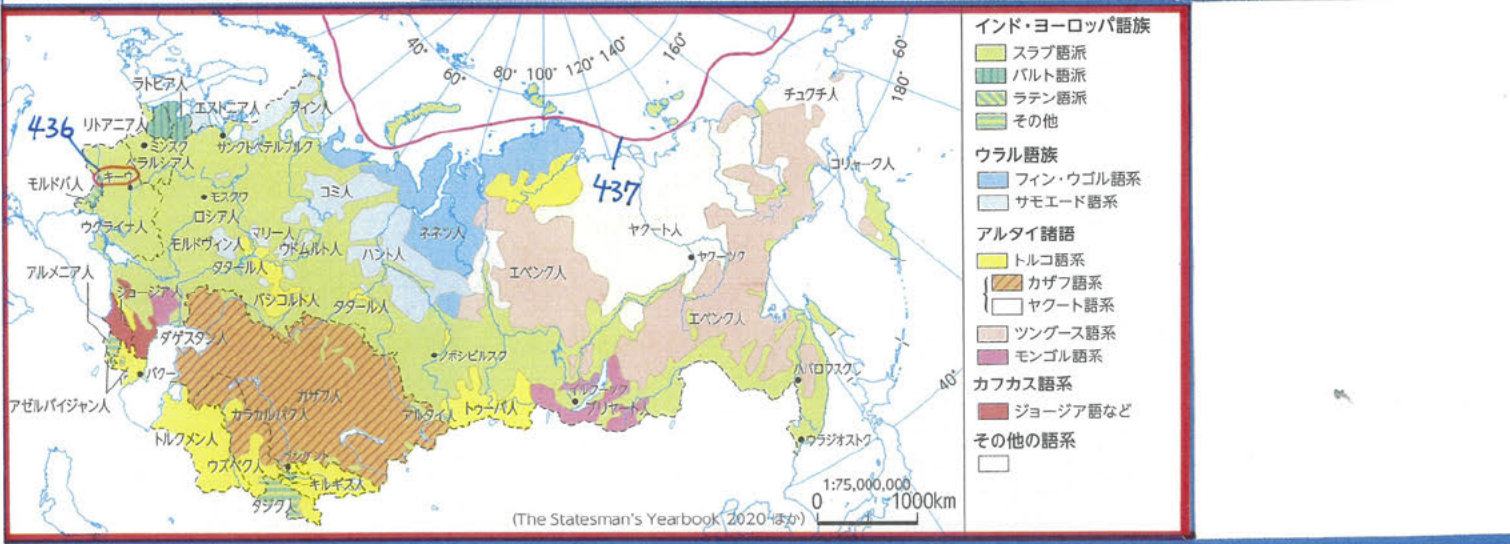 40°
60°
80°
100°
120°
140°
160°
180°
60°
40°
ラトビア人
エストニア人
フィン人
リトアニア人
436
ミンスク
サンクトペテルブルク
ベラルシア人
キーウ
モルドバ人
モスクワ
ロシア人
コミ人
ウクライナ人
モルドヴィン人
マリー人
ウドムルト人
ネネツ人
ハント人
タタール人
アルメニア人
ジョージア人
バシコルト人
タタール人
437
チュクチ人
コリャーク人
ヤクート人
ヤクーツク
エベンク人
エベンク人
ダゲスタン人
ノボシビルスク
バクー
カザフ人
カラカルパク人
アゼルバイジャン人
アルタイ人
トゥーバ人
イルクーツク
ブリヤート人
ハバロフスク
ウラジオストク
トルクメン人
ウズベク人
タシケント
キルギス人
タジク人
1:75,000,000
0 1000km
(The Statesman's Yearbook 2020 ほか)
インド・ヨーロッパ語族
スラブ語派
バルト語派
ラテン語派
その他
ウラル語族
フィン・ウゴル語系
サモエード語系
アルタイ諸語
トルコ語系
カザフ語系
ヤクート語系
ツングース語系
モンゴル語系
カフカス語系
ジョージア語など
その他の語系